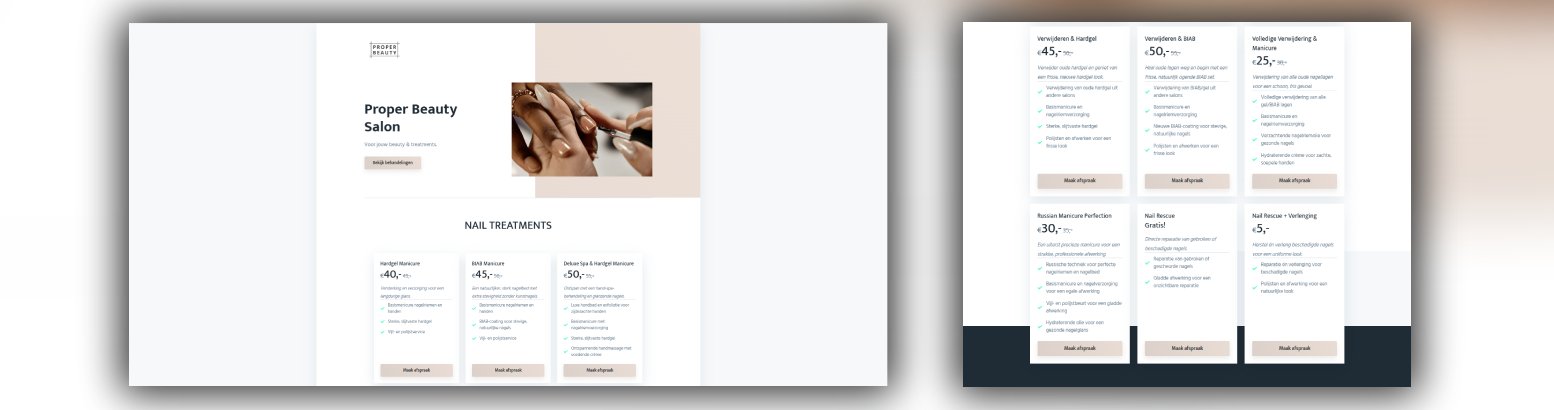 PROPER
BEAUTY
Proper Beauty
Salon
Voor jouw beauty & treatments.
Bekijk behandelingen
NAIL TREATMENTS
Hardgel Manicure
€40,- 45,-
Versterking en verzorging voor een
langdurige glans.
Basismanicure nagelriemen en
handen
Sterke, slijtvaste hardgel
Vijl- en polijstservice
Maak afspraak
BIAB Manicure
€45,- 50,-
Een natuurlijker, sterk nagelbed met
extra stevigheid zonder kunstnagels.
Basismanicure nagelriemen en
handen
BIAB-coating voor stevige,
natuurlijke nagels
Vijl- en polijstservice
Maak afspraak
Deluxe Spa & Hardgel Manicure
€50,- 55,-
Ontspan met een hand-spa-
behandeling en glanzende nagels.
Luxe handbad en exfoliatie voor
zijdezachte handen
Basismanicure met
nagelriemverzorging
Sterke, slijtvaste hardgel
Ontspannende handmassage met
voedende crème
Maak afspraak
Verwijderen & Hardgel
€45,- 50,-
Verwijder oude hardgel en geniet van
een frisse, nieuwe hardgel look.
Verwijdering van oude hardgel uit
andere salons
Basismanicure en
nagelriemverzorging
Sterke, slijtvaste hardgel
Polijsten en afwerken voor een
frisse look
Maak afspraak
Verwijderen & BIAB
€50,- 55,-
Haal oude lagen weg en begin met een
frisse, natuurlijk ogende BIAB set.
Verwijdering van BIAB/gel uit
andere salons
Basismanicure en
nagelriemverzorging
Nieuwe BIAB-coating voor stevige,
natuurlijke nagels
Polijsten en afwerken voor een
frisse look
Maak afspraak
Volledige Verwijdering &
Manicure
€25,- 30,-
Verwijdering van alle oude nagellagen
voor een schoon, fris gevoel.
Volledige verwijdering van alle
gel/BIAB lagen
Basismanicure en
nagelriemverzorging
Verzachtende nagelriemolie voor
gezonde nagels
Hydraterende crème voor zachte,
soepele handen
Maak afspraak
Russian Manicure Perfection
€30,- 35,-
Een uiterst precieze manicure voor een
strakke, professionele afwerking.
Russische techniek voor perfecte
nagelriemen en nagelbed
Basismanicure en nagelverzorging
voor een egale afwerking
Vijl- en polijstbeurt voor een gladde
afwerking
Hydraterende olie voor een
gezonde nagelglans
Maak afspraak
Nail Rescue
Gratis!
Directe reparatie van gebroken of
beschadigde nagels.
Reparatie van gebroken of
gescheurde nagels
Gladde afwerking voor een
onzichtbare reparatie
Maak afspraak
Nail Rescue + Verlenging
€5,-
Herstel en verleng beschadigde nagels
voor een uniforme look.
Reparatie en verlenging voor
beschadigde nagels
Polijsten en afwerking voor een
natuurlijke look
Maak afspraak